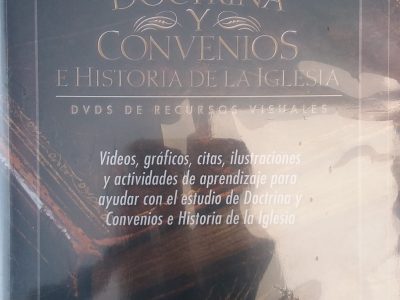 DOCTRINA
Y
CONVENIOS
E HISTORIA DE LA IGLESIA
DVDS DE RECURSOS VISUALES
Videos, gráficos, citas, ilustraciones
y actividades de aprendizaje para
ayudar con el estudio de Doctrina y
Convenios e Historia de la Iglesia